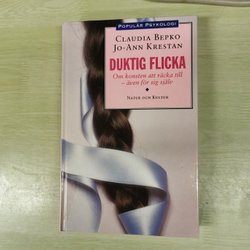 POPULÄR PSYKOLOGI
CLAUDIA BEPKO
JO-ANN KRESTAN
DUKTIG FLICKA
Om konsten att räcka till
– även för sig själv
NATUR OCH KULTUR